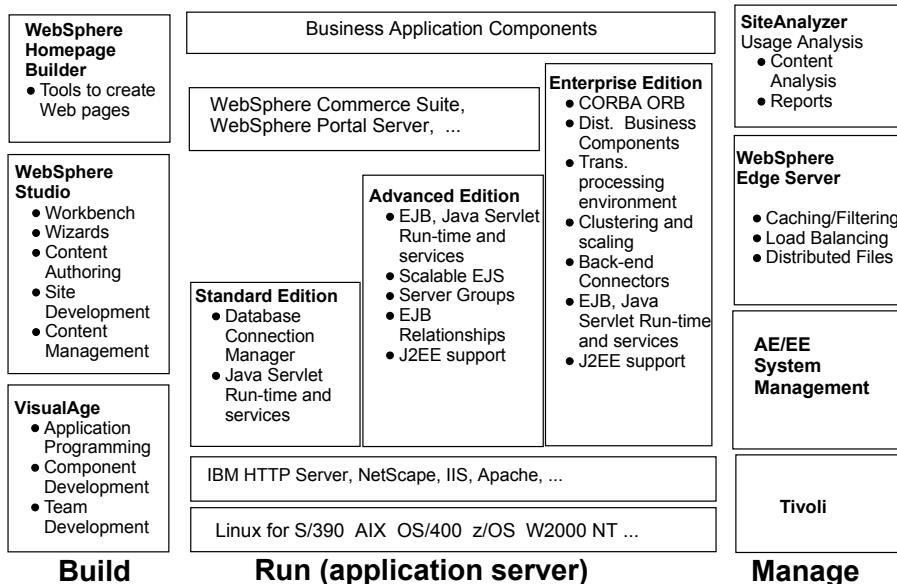 WebSphere
Homepage
Builder
● Tools to create
Web pages
WebSphere
Studio
● Workbench
● Wizards
● Content
Authoring
● Site
Development
● Content
Management
VisualAge
● Application
Programming
● Component
Development
● Team
Development
Build
Business Application Components
WebSphere Commerce Suite,
WebSphere Portal Server, ...
Standard Edition
● Database
Connection
Manager
● Java Servlet
Run-time and
services
Advanced Edition
● EJB, Java Servlet
Run-time and
services
● Scalable EJS
● Server Groups
● EJB
Relationships
● J2EE support
Enterprise Edition
● CORBA ORB
● Dist. Business
Components
● Trans.
processing
environment
● Clustering and
scaling
● Back-end
Connectors
● EJB, Java
Servlet Run-time
and services
● J2EE support
IBM HTTP Server, NetScape, IIS, Apache, ...
Linux for S/390 AIX OS/400 z/OS W2000 NT ...
Run (application server)
SiteAnalyzer
Usage Analysis
● Content
Analysis
● Reports
WebSphere
Edge Server
● Caching/Filtering
● Load Balancing
● Distributed Files
AE/EE
System
Management
Tivoli
Manage